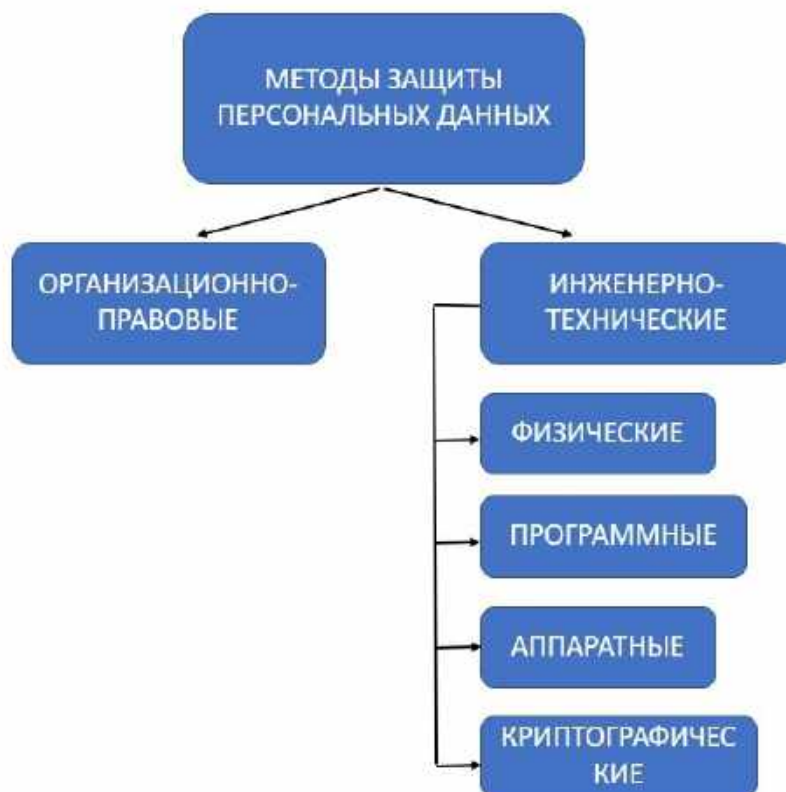 МЕТОДЫ ЗАЩИТЫ
ПЕРСОНАЛЬНЫХ ДАННЫХ
ОРГАНИЗАЦИОННО-
ПРАВОВЫЕ
ИНЖЕНЕРНО-
ТЕХНИЧЕСКИЕ
ФИЗИЧЕСКИЕ
ПРОГРАММНЫЕ
АППАРАТНЫЕ
КРИПТОГРАФИЧЕС
КИЕ